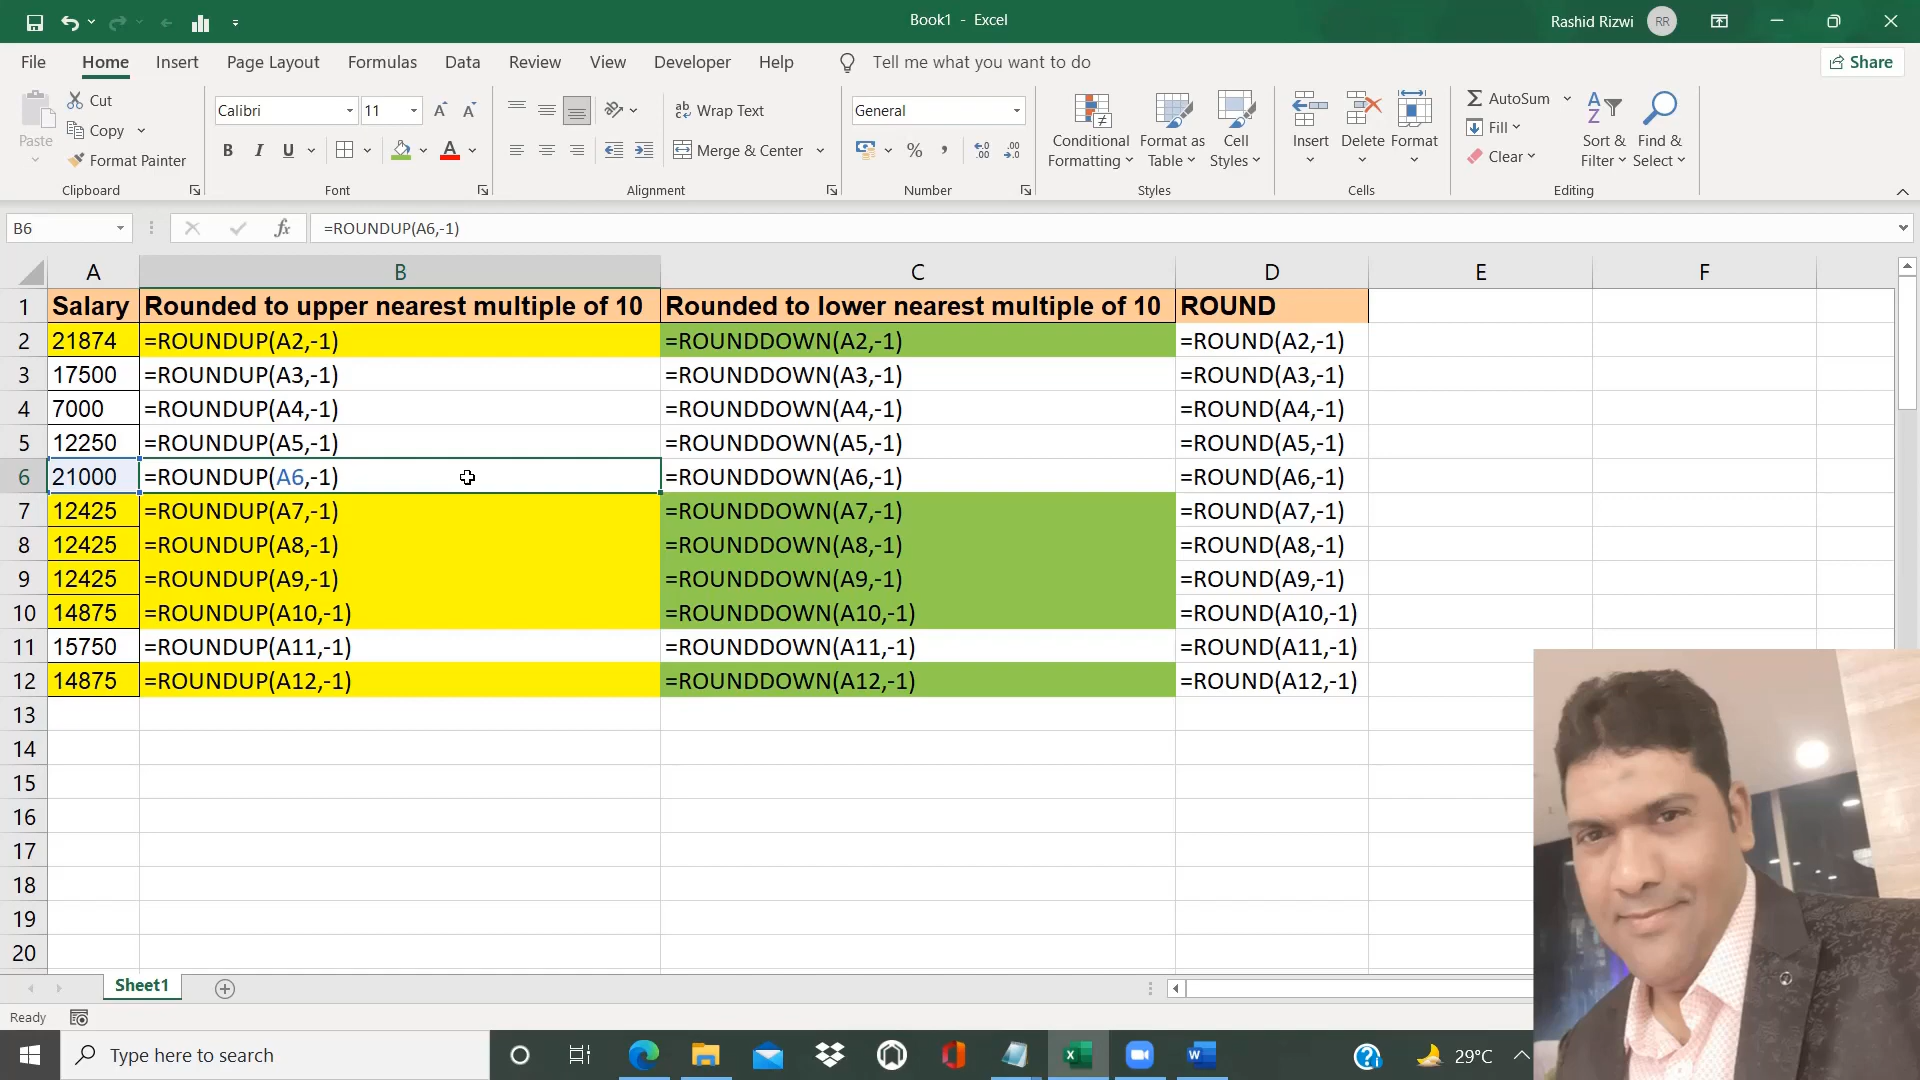 Book1 - Excel
Rashid Rizwi RR
File Home Insert Page Layout Formulas Data Review View Developer Help Tell me what you want to do Share
Paste Cut Copy Format Painter Clipboard
Calibri 11 B I U A Font
ab Wrap Text Merge & Center Alignment
General % , Number
Conditional Formatting Format as Table Cell Styles Styles
Insert Delete Format Cells
AutoSum Fill Clear Sort & Filter Find & Select Editing
B6 fx =ROUNDUP(A6,-1)
A B C D E F
1 Salary Rounded to upper nearest multiple of 10 Rounded to lower nearest multiple of 10 ROUND
2 21874 =ROUNDUP(A2,-1) =ROUNDDOWN(A2,-1) =ROUND(A2,-1)
3 17500 =ROUNDUP(A3,-1) =ROUNDDOWN(A3,-1) =ROUND(A3,-1)
4 7000 =ROUNDUP(A4,-1) =ROUNDDOWN(A4,-1) =ROUND(A4,-1)
5 12250 =ROUNDUP(A5,-1) =ROUNDDOWN(A5,-1) =ROUND(A5,-1)
6 21000 =ROUNDUP(A6,-1) =ROUNDDOWN(A6,-1) =ROUND(A6,-1)
7 12425 =ROUNDUP(A7,-1) =ROUNDDOWN(A7,-1) =ROUND(A7,-1)
8 12425 =ROUNDUP(A8,-1) =ROUNDDOWN(A8,-1) =ROUND(A8,-1)
9 12425 =ROUNDUP(A9,-1) =ROUNDDOWN(A9,-1) =ROUND(A9,-1)
10 14875 =ROUNDUP(A10,-1) =ROUNDDOWN(A10,-1) =ROUND(A10,-1)
11 15750 =ROUNDUP(A11,-1) =ROUNDDOWN(A11,-1) =ROUND(A11,-1)
12 14875 =ROUNDUP(A12,-1) =ROUNDDOWN(A12,-1) =ROUND(A12,-1)
13
14
15
16
17
18
19
20
Sheet1
Ready
Type here to search 29°C